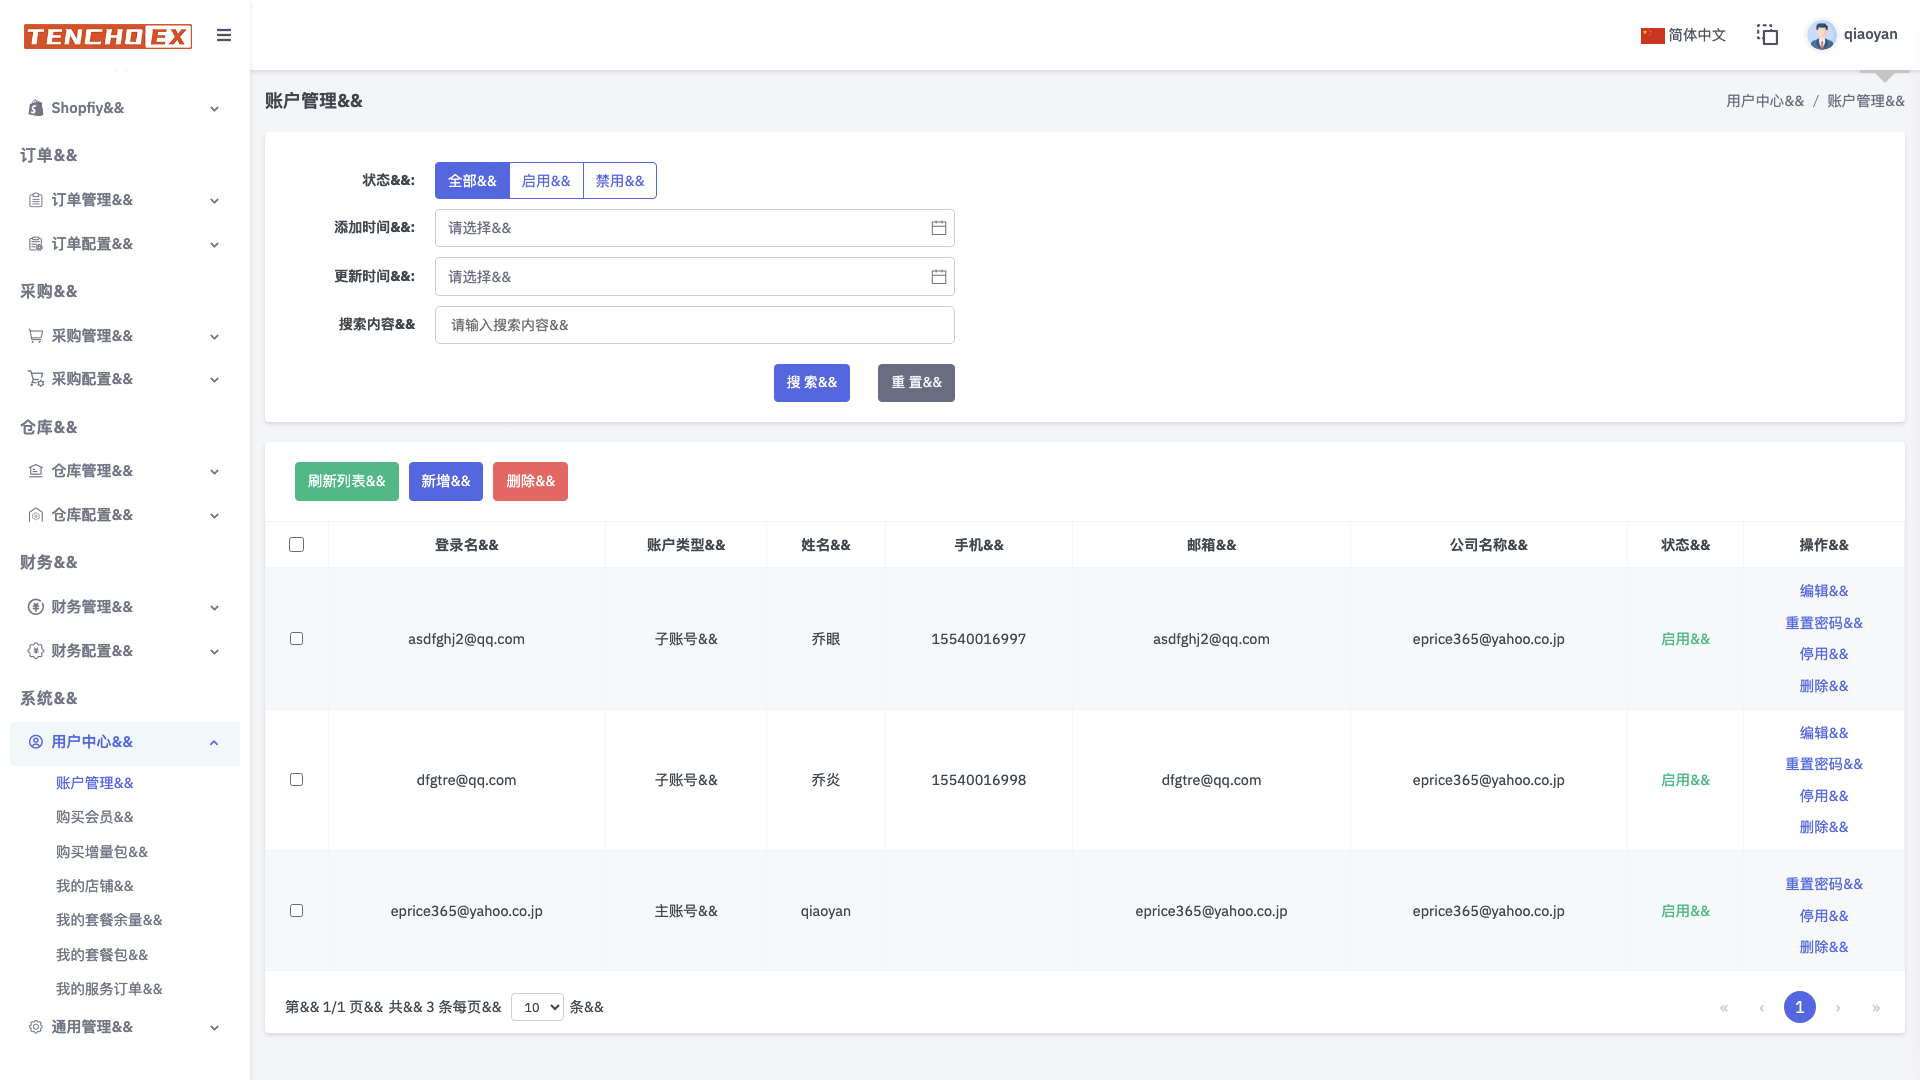 TENCHOEX
简体中文
qiaoyan
Shopfiy&&
订单&&
订单管理&&
订单配置&&
采购&&
采购管理&&
采购配置&&
仓库&&
仓库管理&&
仓库配置&&
财务&&
财务管理&&
财务配置&&
系统&&
用户中心&&
账户管理&&
购买会员&&
购买增量包&&
我的店铺&&
我的套餐余量&&
我的套餐包&&
我的服务订单&&
通用管理&&
账户管理&&
用户中心&& / 账户管理&&
状态&&: 全部&& 启用&& 禁用&&
添加时间&&: 请选择&&
更新时间&&: 请选择&&
搜索内容&& 请输入搜索内容&&
搜 索&& 重 置&&
刷新列表&& 新增&& 删除&&
登录名&& 账户类型&& 姓名&& 手机&& 邮箱&& 公司名称&& 状态&& 操作&&
asdfghj2@qq.com 子账号&& 乔眼 15540016997 asdfghj2@qq.com eprice365@yahoo.co.jp 启用&&
编辑&&
重置密码&&
停用&&
删除&&
dfgtre@qq.com 子账号&& 乔炎 15540016998 dfgtre@qq.com eprice365@yahoo.co.jp 启用&&
编辑&&
重置密码&&
停用&&
删除&&
eprice365@yahoo.co.jp 主账号&& qiaoyan eprice365@yahoo.co.jp eprice365@yahoo.co.jp 启用&&
重置密码&&
停用&&
删除&&
第&& 1/1 页&& 共&& 3 条每页&& 10 条&&
« ‹ 1 › »